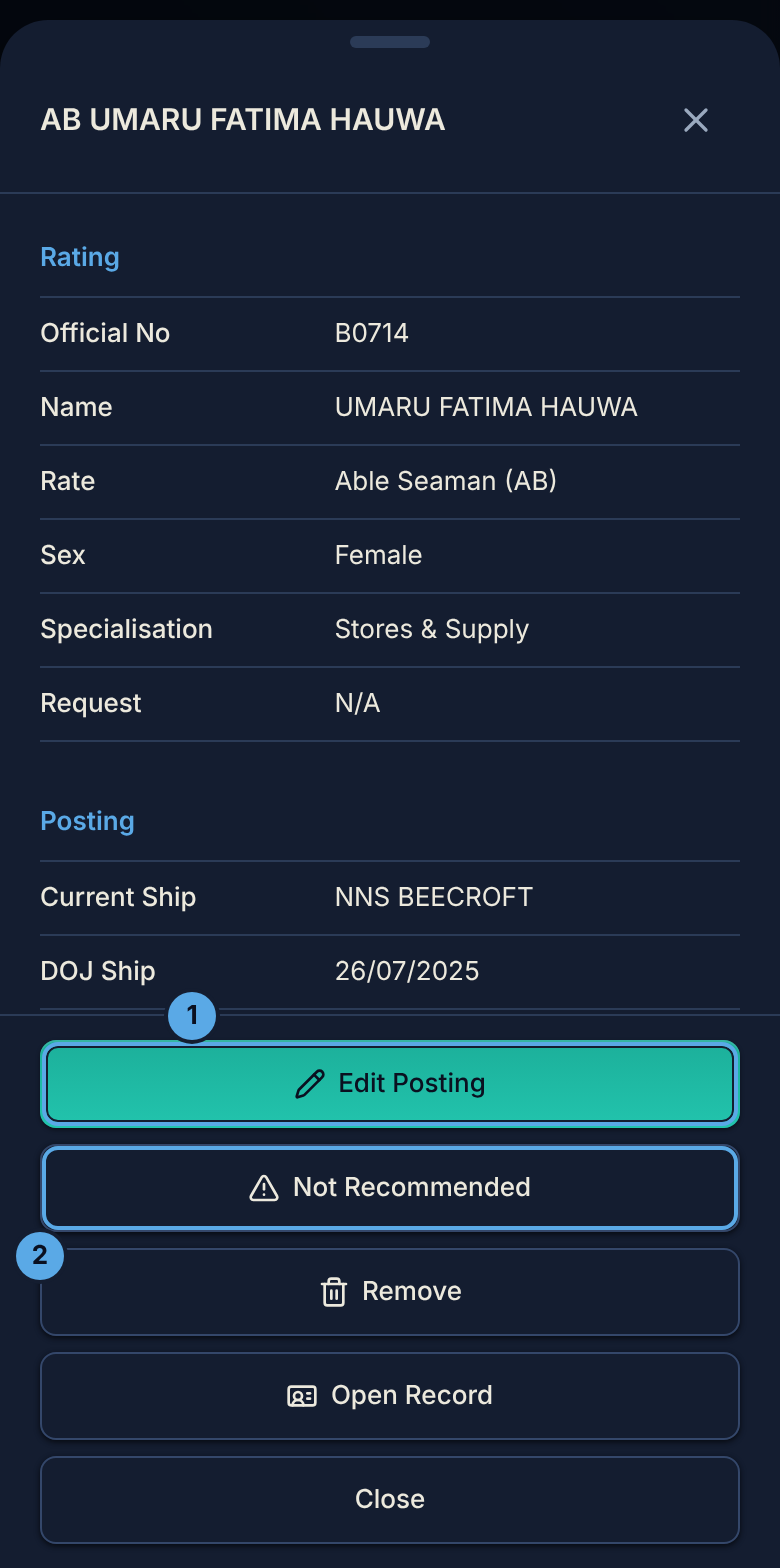 AB UMARU FATIMA HAUWA
Rating
Official No B0714
Name UMARU FATIMA HAUWA
Rate Able Seaman (AB)
Sex Female
Specialisation Stores & Supply
Request N/A
Posting
Current Ship NNS BEECROFT
DOJ Ship 26/07/2025
1
Edit Posting
Not Recommended
2
Remove
Open Record
Close